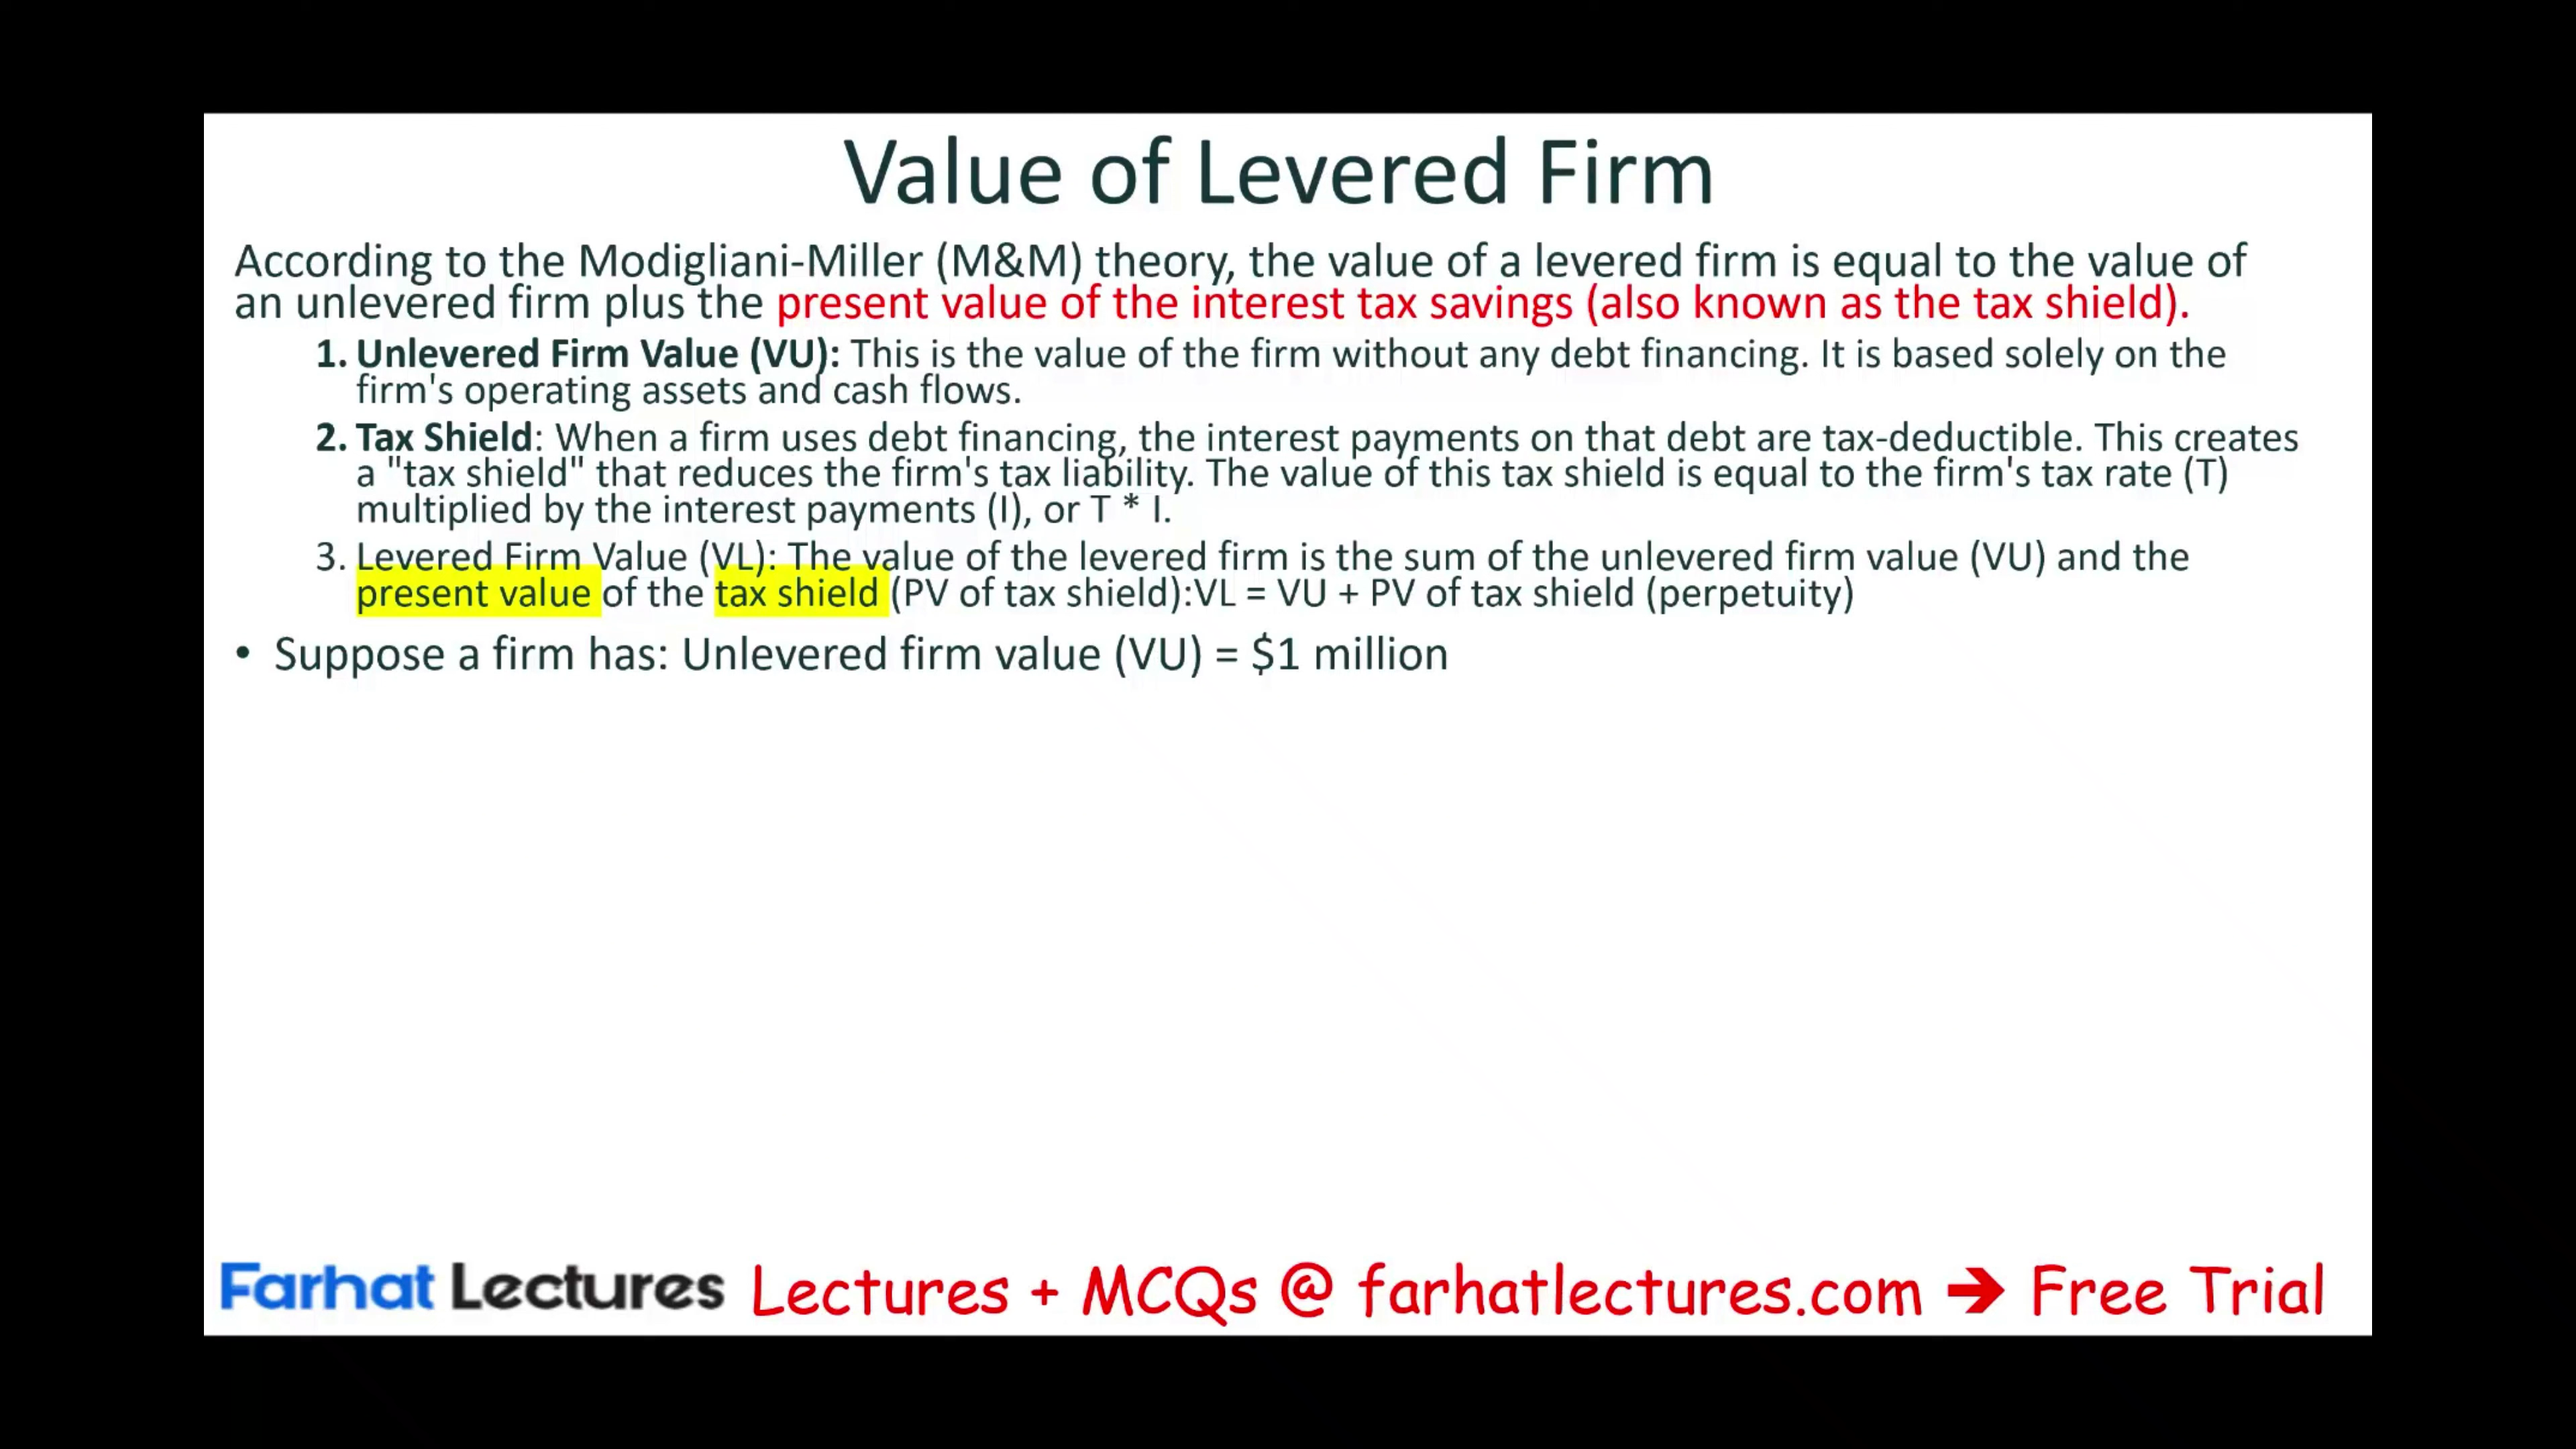 Value of Levered Firm
According to the Modigliani-Miller (M&M) theory, the value of a levered firm is equal to the value of
an unlevered firm plus the present value of the interest tax savings (also known as the tax shield).
1. Unlevered Firm Value (VU): This is the value of the firm without any debt financing. It is based solely on the
firm's operating assets and cash flows.
2. Tax Shield: When a firm uses debt financing, the interest payments on that debt are tax-deductible. This creates
a "tax shield" that reduces the firm's tax liability. The value of this tax shield is equal to the firm's tax rate (T)
multiplied by the interest payments (I), or T * I.
3. Levered Firm Value (VL): The value of the levered firm is the sum of the unlevered firm value (VU) and the
present value of the tax shield (PV of tax shield):VL = VU + PV of tax shield (perpetuity)
• Suppose a firm has: Unlevered firm value (VU) = $1 million
Farhat Lectures Lectures + MCQs @ farhatlectures.com ➔ Free Trial